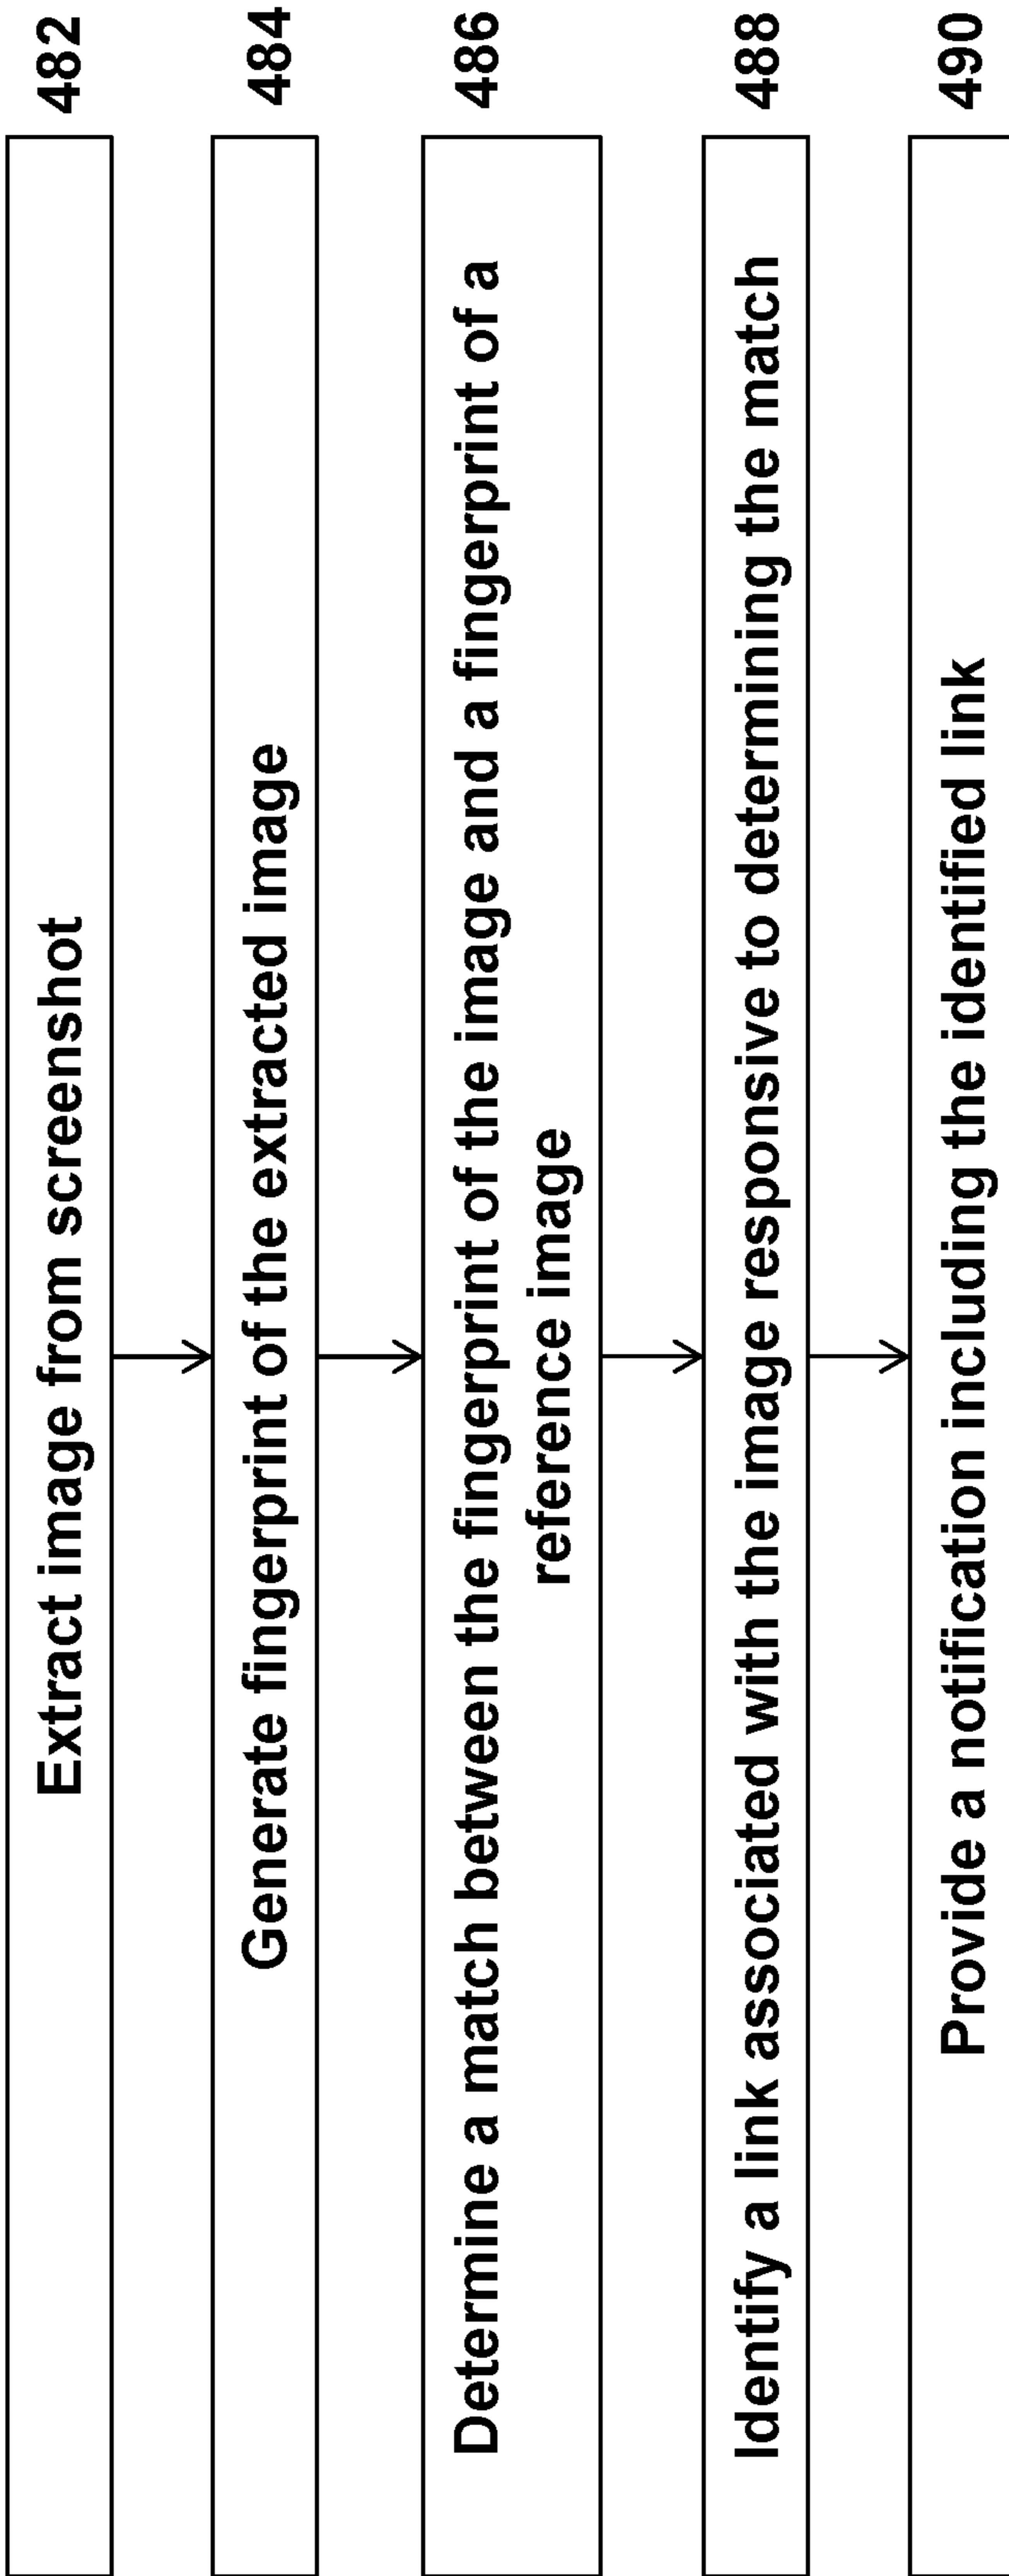 Extract image from screenshot
482
Generate fingerprint of the extracted image
484
Determine a match between the fingerprint of the image and a fingerprint of a
reference image
486
Identify a link associated with the image responsive to determining the match
488
Provide a notification including the identified link
490